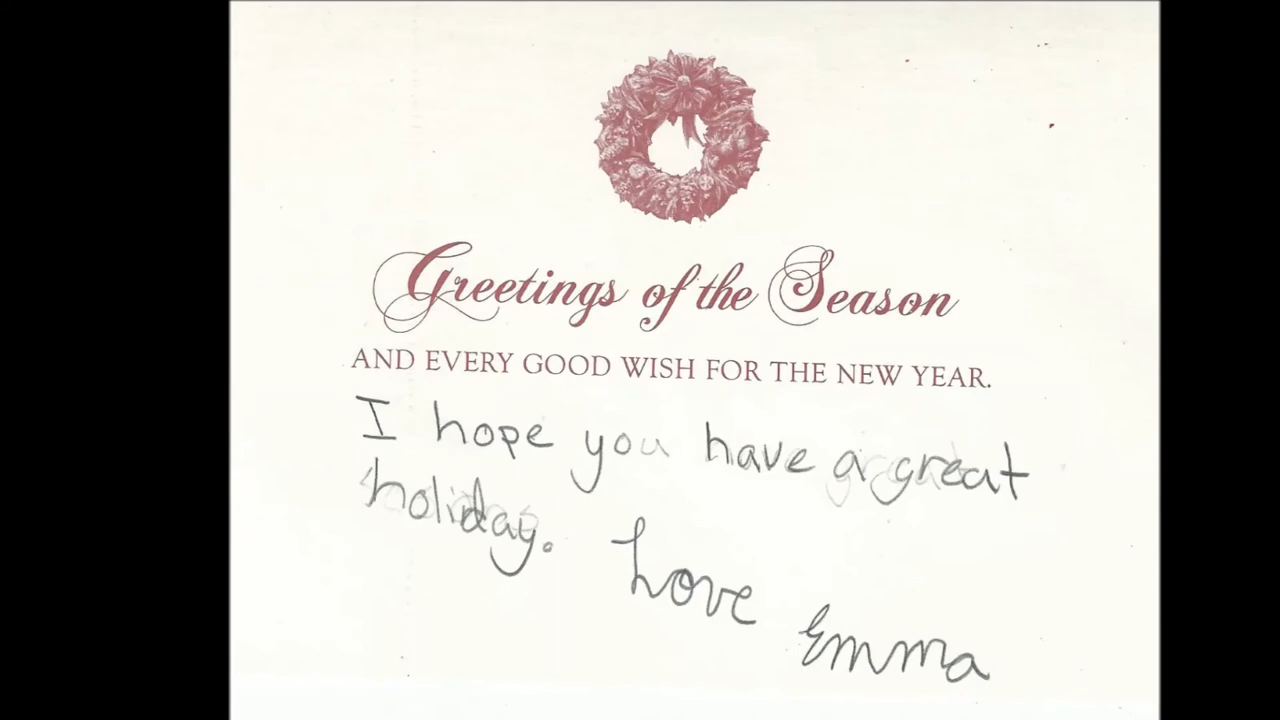 Greetings of the Season
AND EVERY GOOD WISH FOR THE NEW YEAR.
I hope you have a great
holiday. Love
Emma